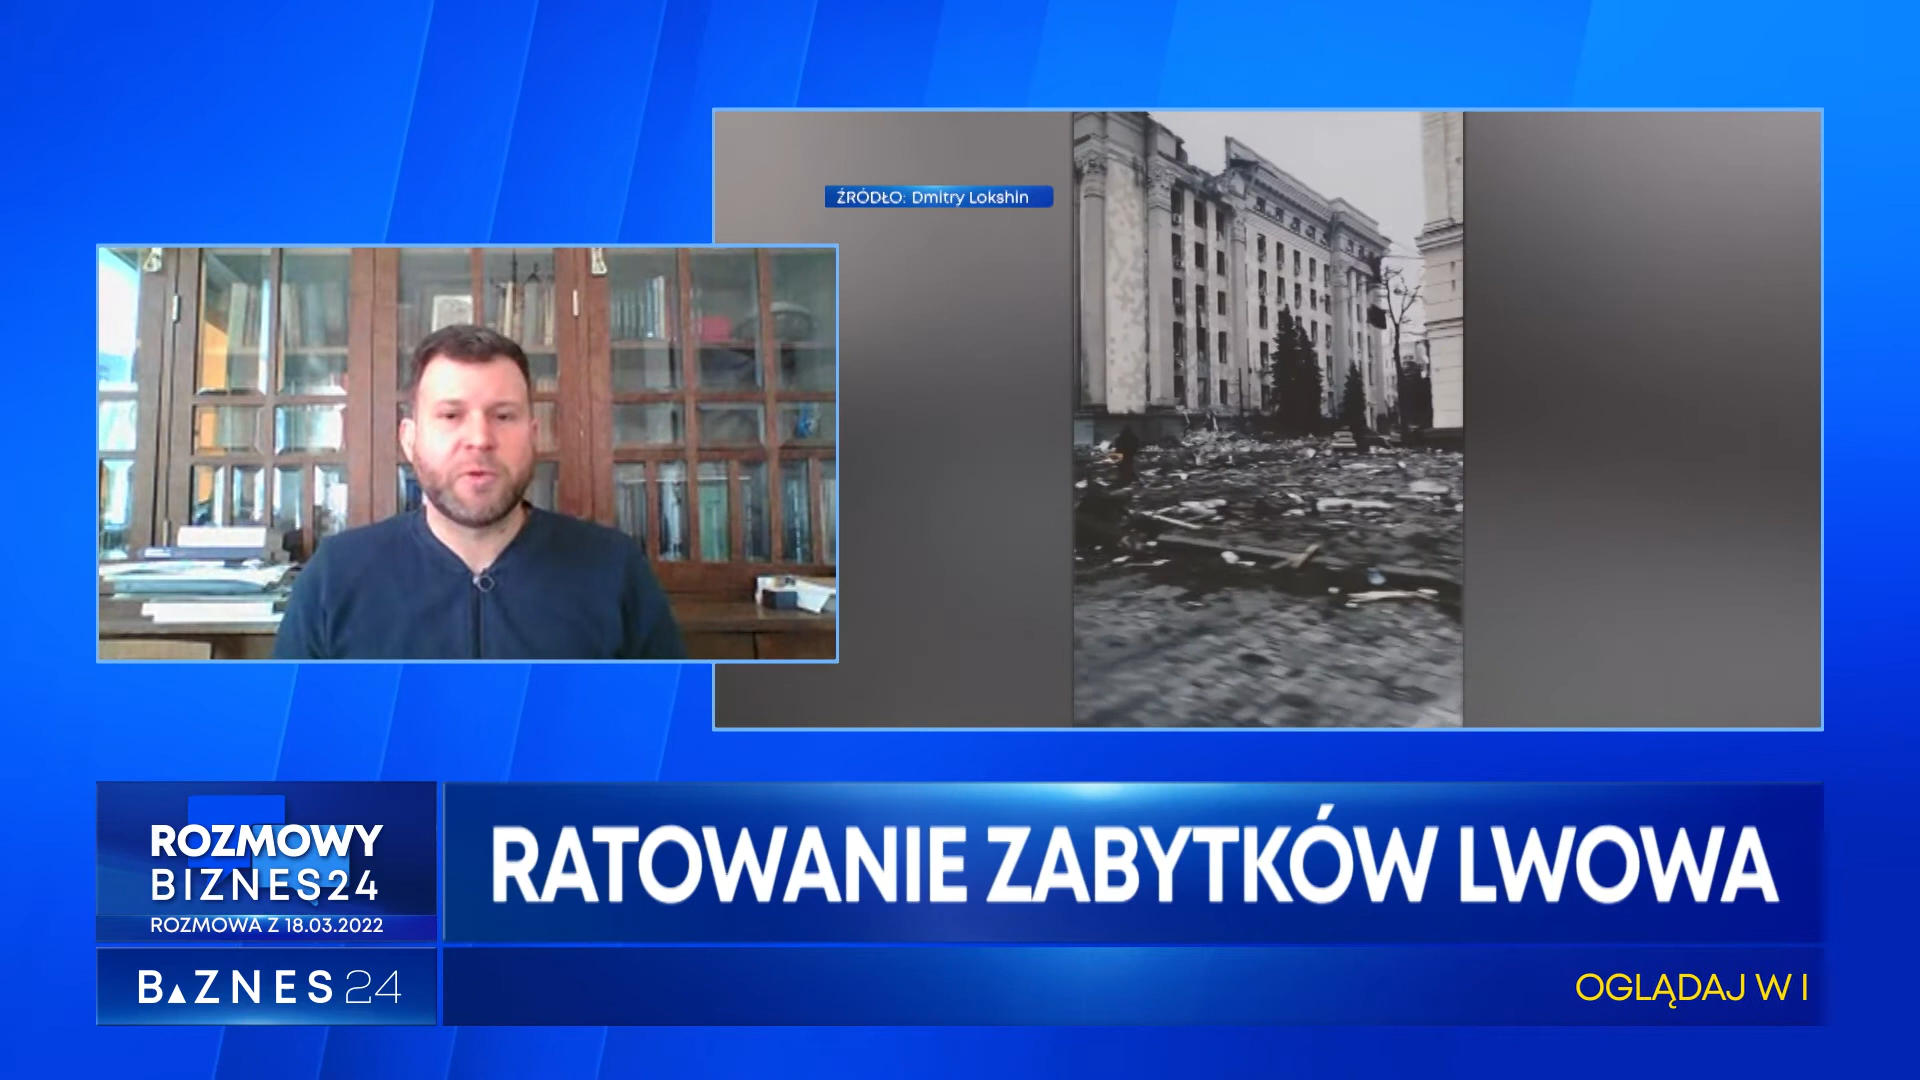 ŹRÓDŁO: Dmitry Lokshin
ROZMOWY
BIZNES24
ROZMOWA Z 18.03.2022
RATOWANIE ZABYTKÓW LWOWA
BIZNES24
OGLĄDAJ W I